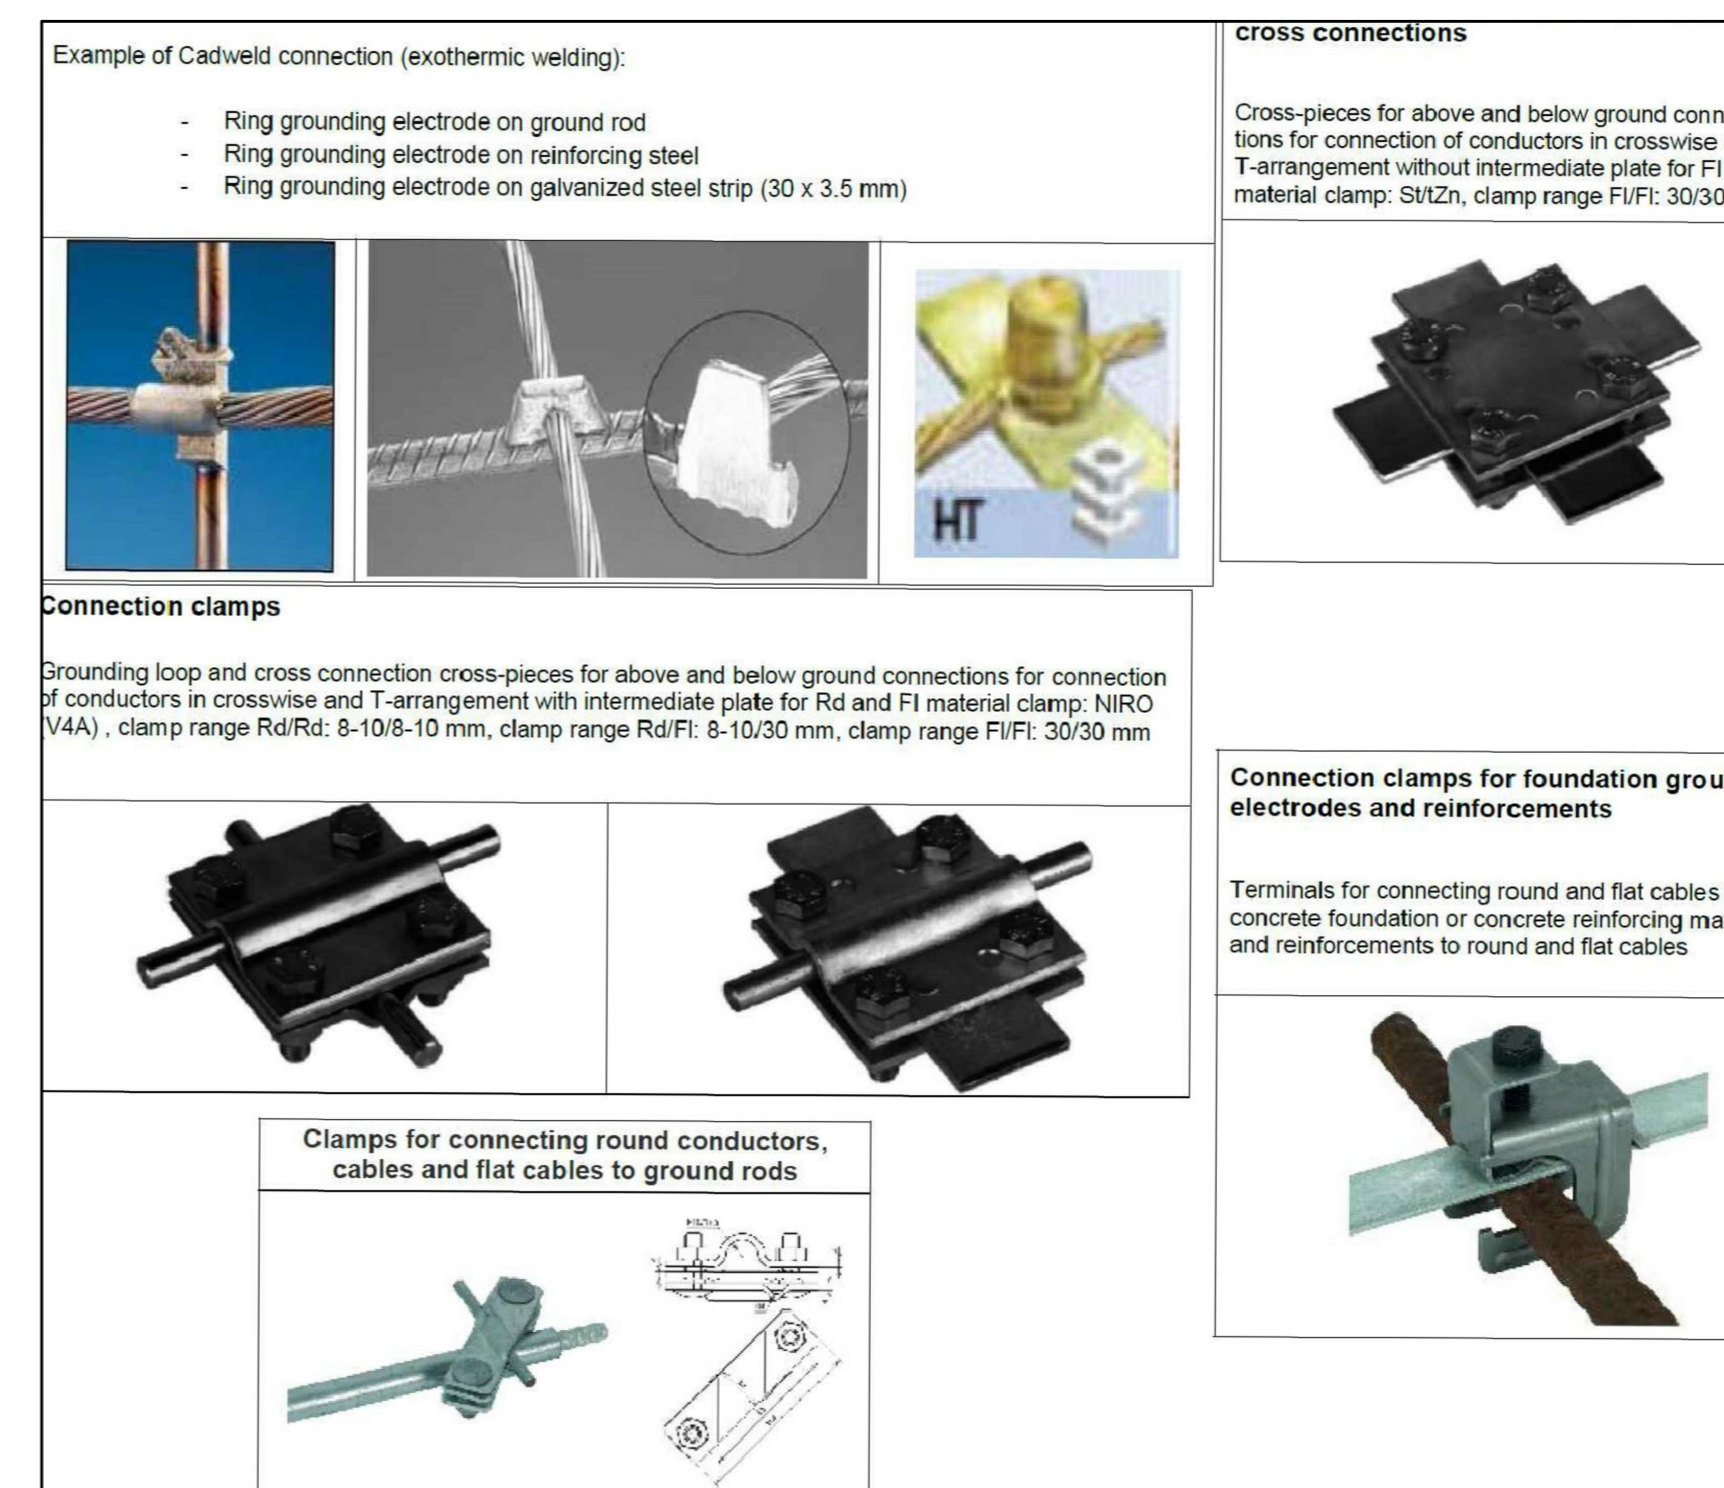 Example of Cadweld connection (exothermic welding):
- Ring grounding electrode on ground rod
- Ring grounding electrode on reinforcing steel
- Ring grounding electrode on galvanized steel strip (30 x 3.5 mm)
HT
cross connections
Cross-pieces for above and below ground conn
tions for connection of conductors in crosswise
T-arrangement without intermediate plate for Fl
material clamp: St/tZn, clamp range Fl/Fl: 30/30
Connection clamps
Grounding loop and cross connection cross-pieces for above and below ground connections for connection
of conductors in crosswise and T-arrangement with intermediate plate for Rd and Fl material clamp: NIRO
(V4A) , clamp range Rd/Rd: 8-10/8-10 mm, clamp range Rd/Fl: 8-10/30 mm, clamp range Fl/Fl: 30/30 mm
Connection clamps for foundation grou
electrodes and reinforcements
Terminals for connecting round and flat cables
concrete foundation or concrete reinforcing ma
and reinforcements to round and flat cables
Clamps for connecting round conductors,
cables and flat cables to ground rods